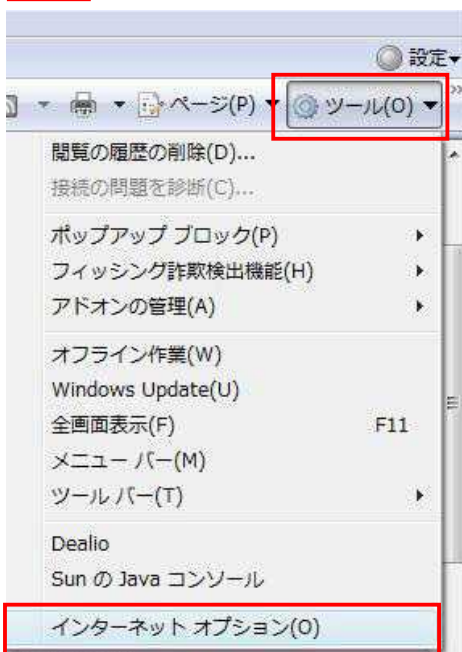 設定
ページ(P) ツール(O)
閲覧の履歴の削除(D)...
接続の問題を診断(C)...
ポップアップ ブロック(P)
フィッシング詐欺検出機能(H)
アドオンの管理(A)
オフライン作業(W)
Windows Update(U)
全画面表示(F) F11
メニュー バー(M)
ツール バー(T)
Dealio
Sun の Java コンソール
インターネット オプション(O)